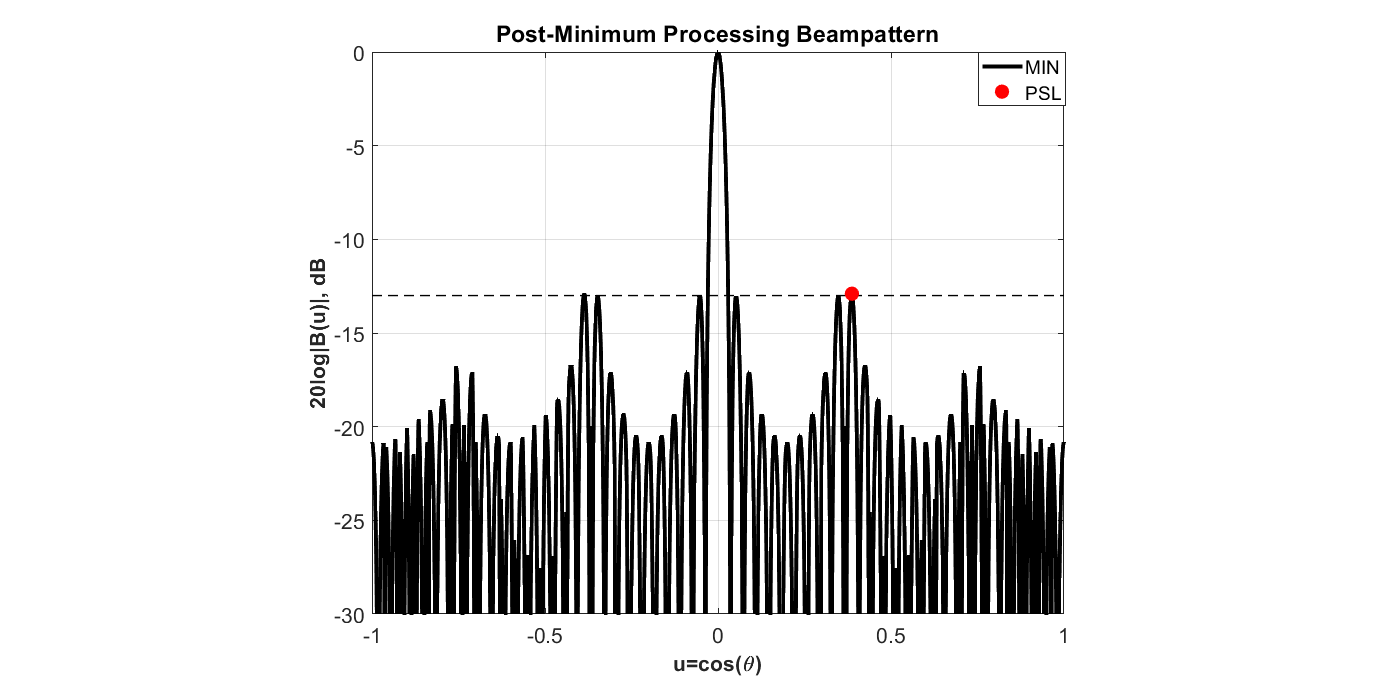 Post-Minimum Processing Beampattern
MIN
PSL
0
-5
-10
-15
-20
-25
-30
20log|B(u)|, dB
-1
-0.5
0
0.5
1
u=cos(θ)